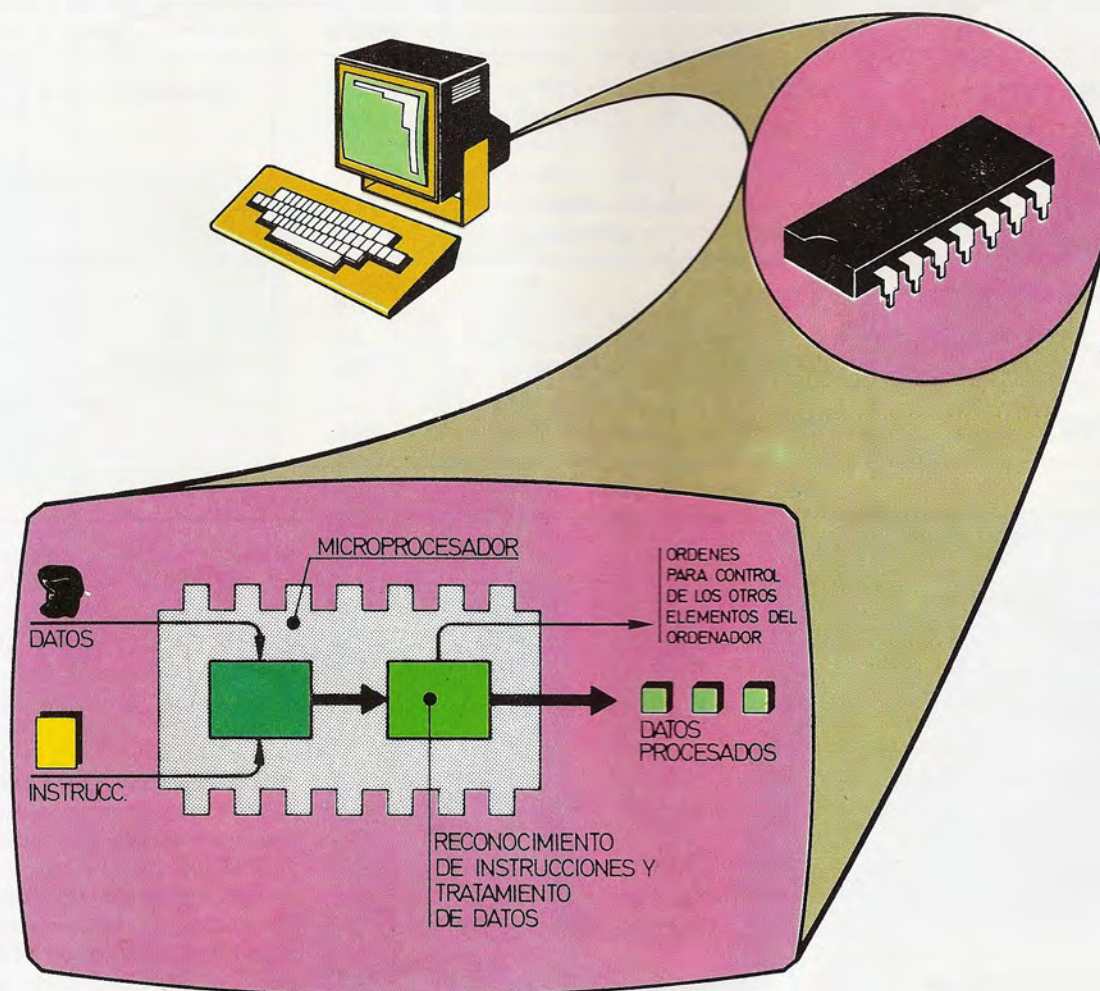 MICROPROCESADOR
ORDENES
PARA CONTROL
DE LOS OTROS
ELEMENTOS DEL
ORDENADOR
DATOS
INSTRUCC.
DATOS
PROCESADOS
RECONOCIMIENTO
DE INSTRUCCIONES Y
TRATAMIENTO
DE DATOS